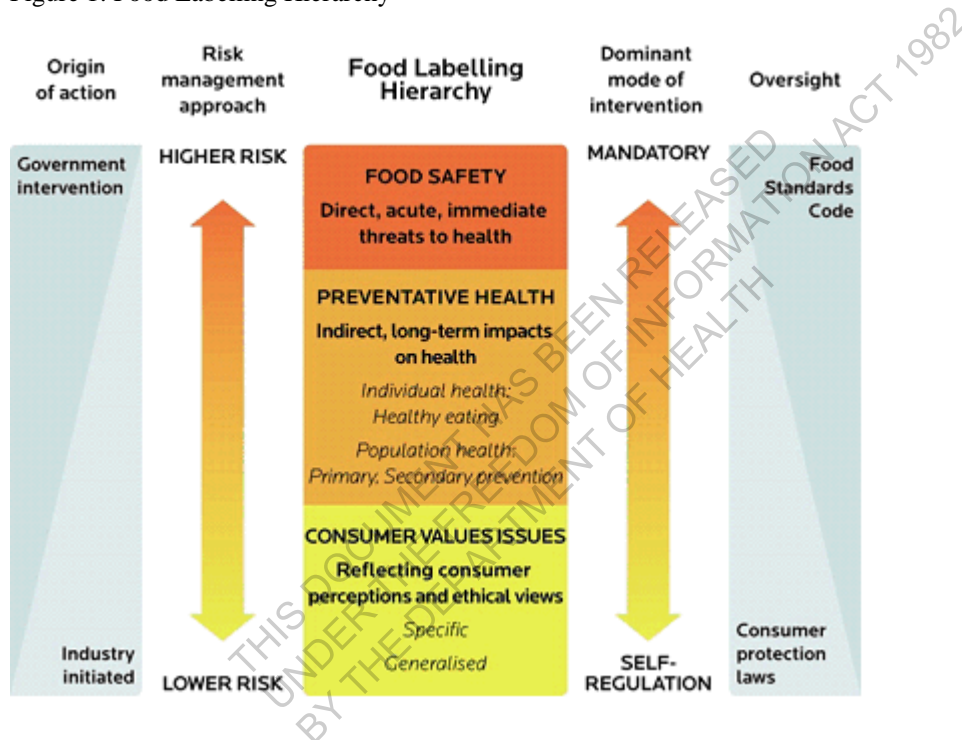 Figure 1: Food Labelling Hierarchy
Origin
of action
Risk
management
approach
Food Labelling
Hierarchy
Dominant
mode of
intervention
Oversight
Government
intervention
HIGHER RISK
FOOD SAFETY
Direct, acute, immediate
threats to health
MANDATORY
Food
Standards
Code
PREVENTATIVE HEALTH
Indirect, long-term impacts
on health
Individual health:
Healthy eating.
Population health:
Primary, Secondary prevention
CONSUMER VALUES ISSUES
Reflecting consumer
perceptions and ethical views
Specific
Generalised
Industry
initiated
LOWER RISK
SELF-
REGULATION
Consumer
protection
laws
THIS DOCUMENT HAS BEEN RELEASED
UNDER THE FREEDOM OF INFORMATION ACT 1982
BY THE DEPARTMENT OF HEALTH